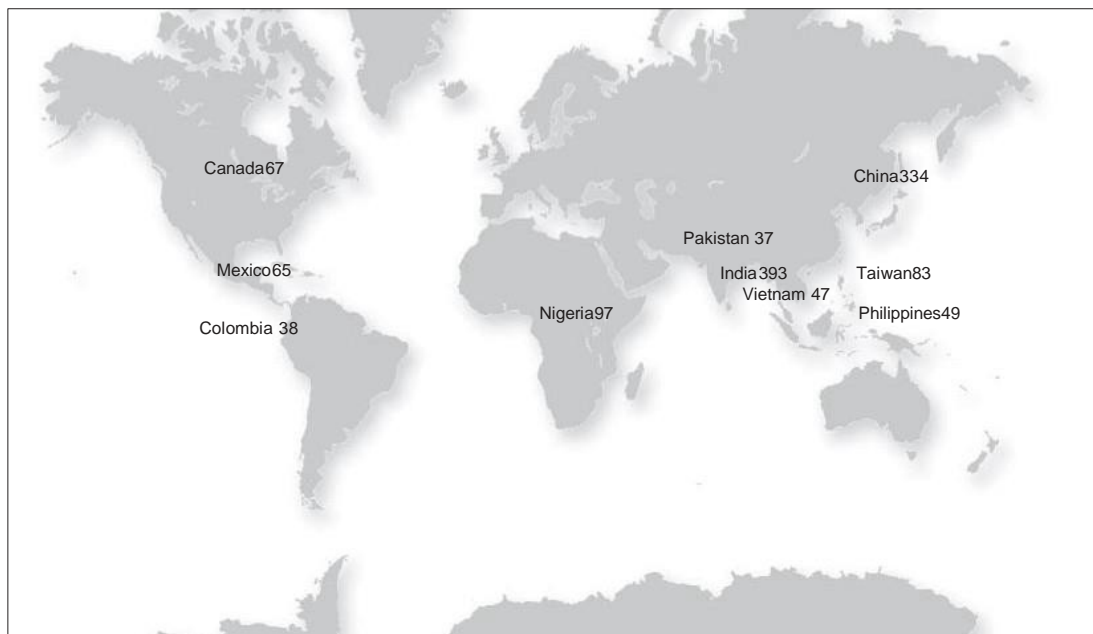 Canada67
China334
Pakistan 37
Mexico65
India393
Taiwan83
Vietnam 47
Nigeria97
Philippines49
Colombia 38